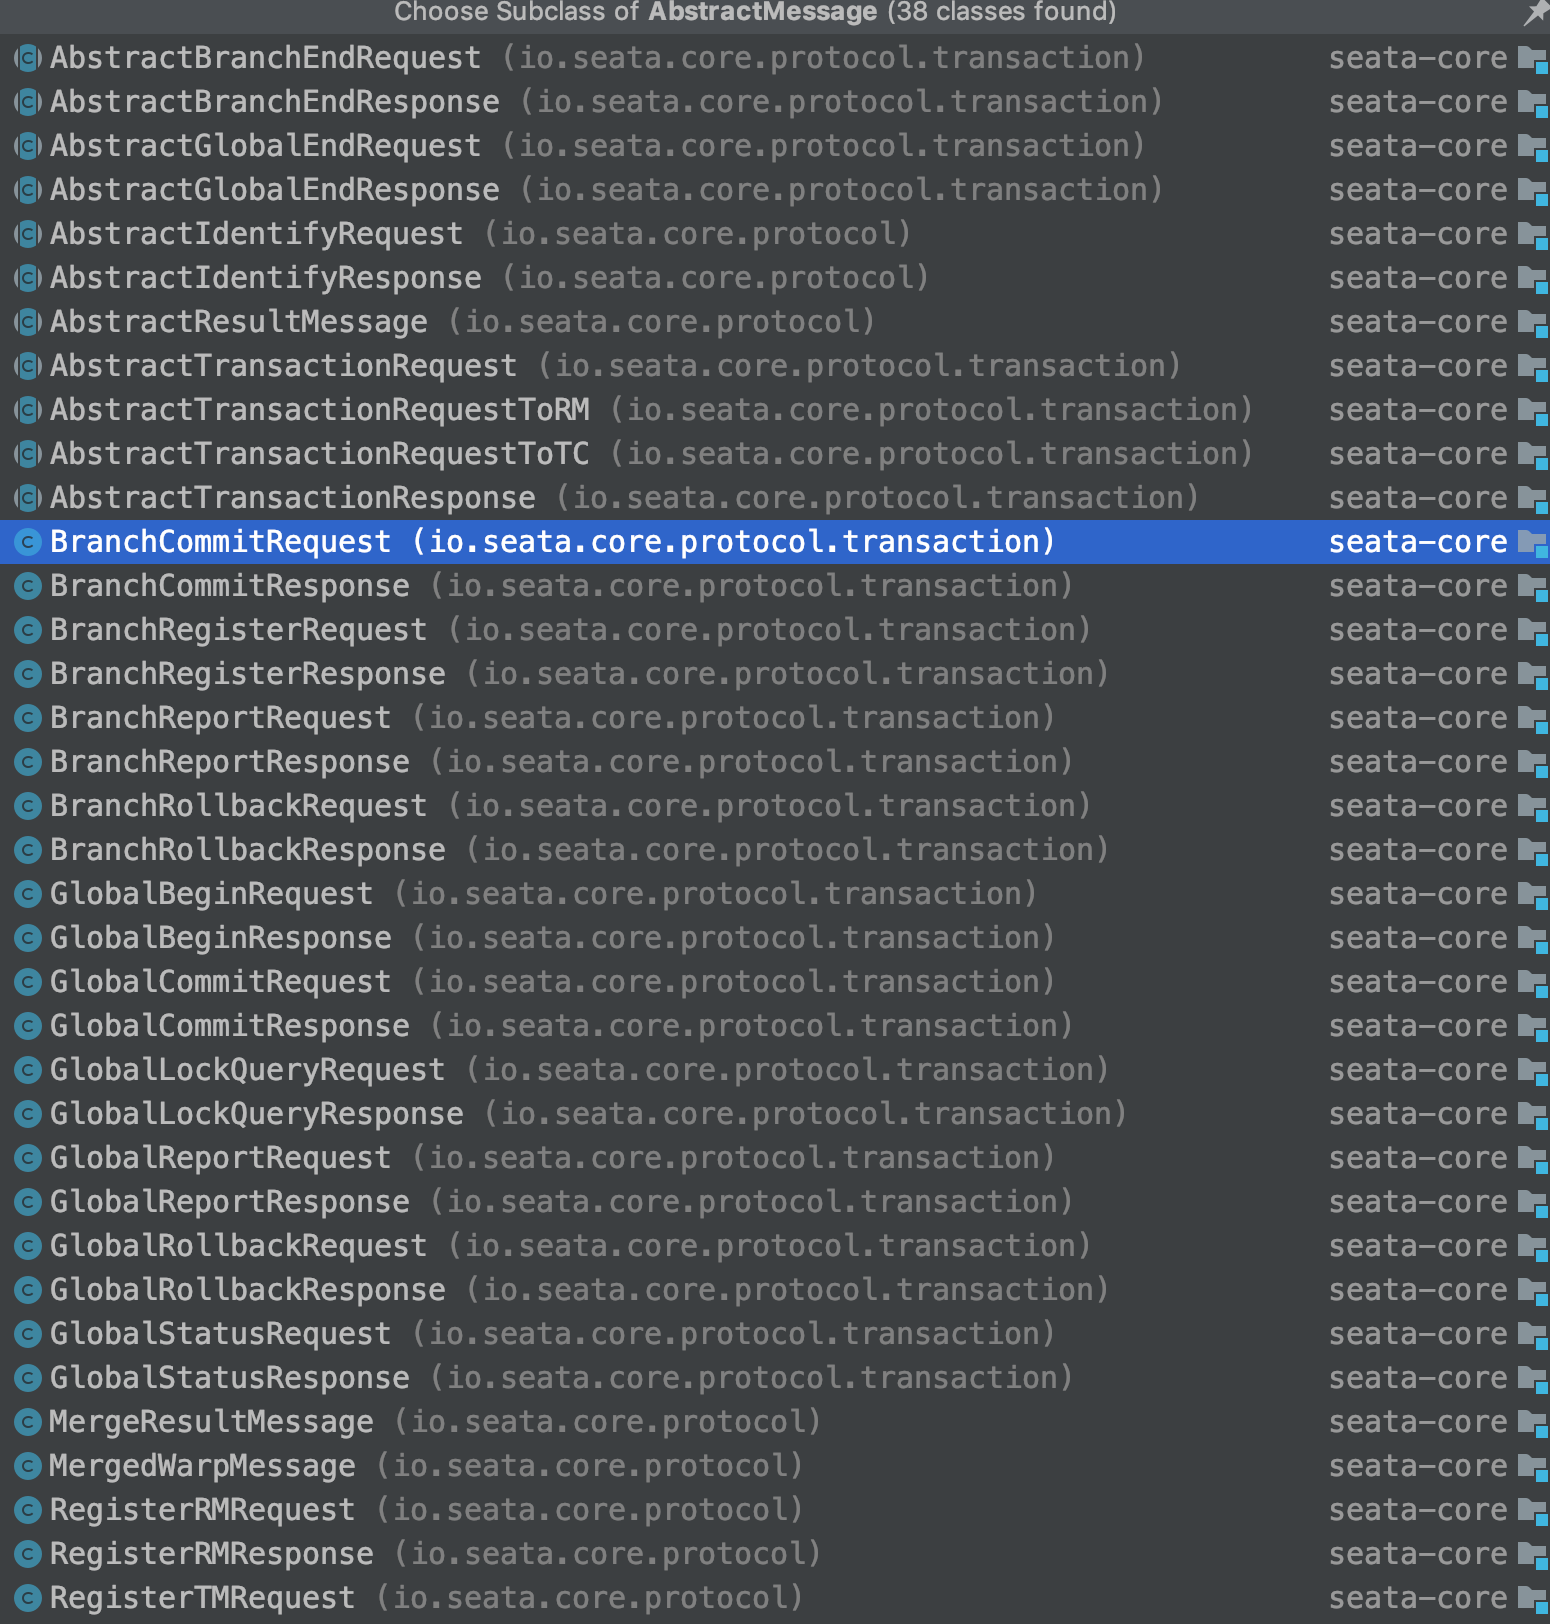 Choose Subclass of AbstractMessage (38 classes found)
AbstractBranchEndRequest (io.seata.core.protocol.transaction) seata-core
AbstractBranchEndResponse (io.seata.core.protocol.transaction) seata-core
AbstractGlobalEndRequest (io.seata.core.protocol.transaction) seata-core
AbstractGlobalEndResponse (io.seata.core.protocol.transaction) seata-core
AbstractIdentifyRequest (io.seata.core.protocol) seata-core
AbstractIdentifyResponse (io.seata.core.protocol) seata-core
AbstractResultMessage (io.seata.core.protocol) seata-core
AbstractTransactionRequest (io.seata.core.protocol.transaction) seata-core
AbstractTransactionRequestToRM (io.seata.core.protocol.transaction) seata-core
AbstractTransactionRequestToTC (io.seata.core.protocol.transaction) seata-core
AbstractTransactionResponse (io.seata.core.protocol.transaction) seata-core
BranchCommitRequest (io.seata.core.protocol.transaction) seata-core
BranchCommitResponse (io.seata.core.protocol.transaction) seata-core
BranchRegisterRequest (io.seata.core.protocol.transaction) seata-core
BranchRegisterResponse (io.seata.core.protocol.transaction) seata-core
BranchReportRequest (io.seata.core.protocol.transaction) seata-core
BranchReportResponse (io.seata.core.protocol.transaction) seata-core
BranchRollbackRequest (io.seata.core.protocol.transaction) seata-core
BranchRollbackResponse (io.seata.core.protocol.transaction) seata-core
GlobalBeginRequest (io.seata.core.protocol.transaction) seata-core
GlobalBeginResponse (io.seata.core.protocol.transaction) seata-core
GlobalCommitRequest (io.seata.core.protocol.transaction) seata-core
GlobalCommitResponse (io.seata.core.protocol.transaction) seata-core
GlobalLockQueryRequest (io.seata.core.protocol.transaction) seata-core
GlobalLockQueryResponse (io.seata.core.protocol.transaction) seata-core
GlobalReportRequest (io.seata.core.protocol.transaction) seata-core
GlobalReportResponse (io.seata.core.protocol.transaction) seata-core
GlobalRollbackRequest (io.seata.core.protocol.transaction) seata-core
GlobalRollbackResponse (io.seata.core.protocol.transaction) seata-core
GlobalStatusRequest (io.seata.core.protocol.transaction) seata-core
GlobalStatusResponse (io.seata.core.protocol.transaction) seata-core
MergeResultMessage (io.seata.core.protocol) seata-core
MergedWarpMessage (io.seata.core.protocol) seata-core
RegisterRMRequest (io.seata.core.protocol) seata-core
RegisterRMResponse (io.seata.core.protocol) seata-core
RegisterTMRequest (io.seata.core.protocol) seata-core